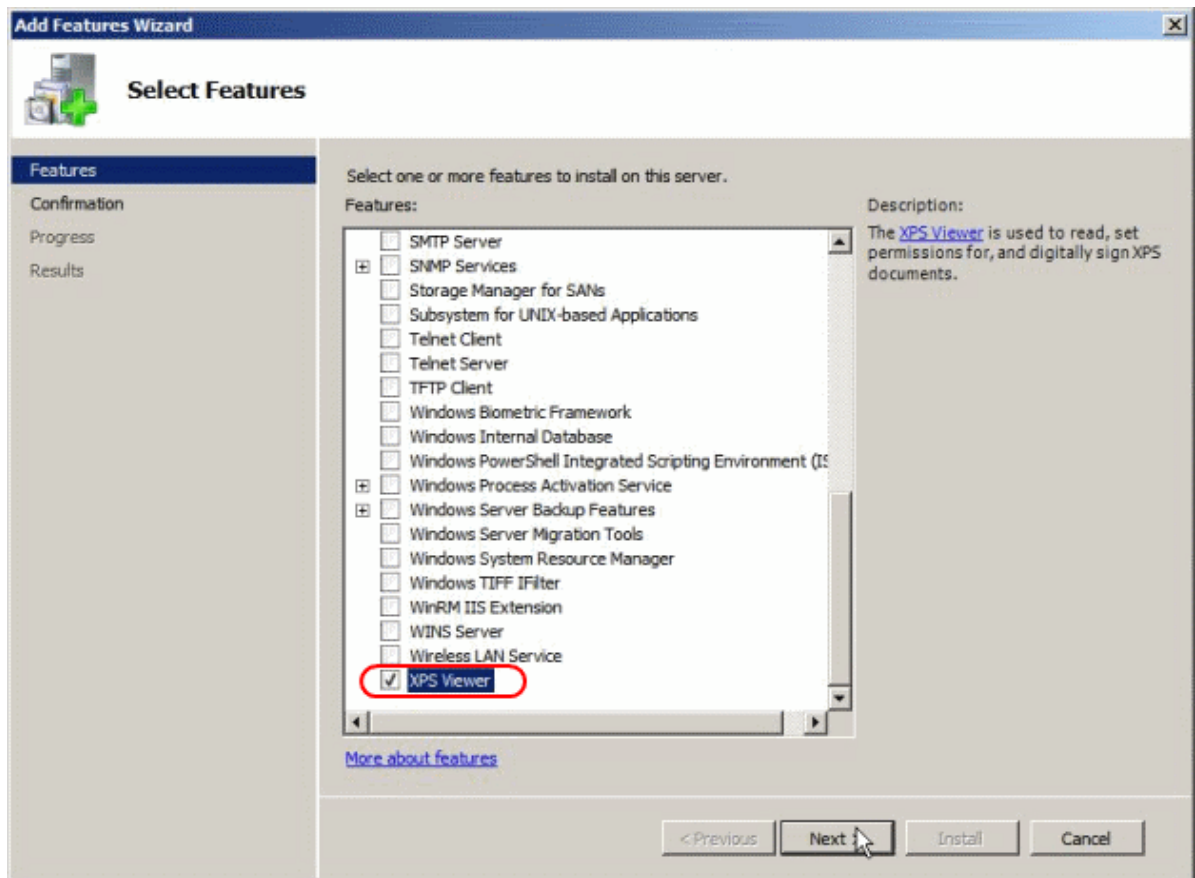 Add Features Wizard
Select Features
Features
Confirmation
Progress
Results
Select one or more features to install on this server.
Features:
SMTP Server
SNMP Services
Storage Manager for SANs
Subsystem for UNIX-based Applications
Telnet Client
Telnet Server
TFTP Client
Windows Biometric Framework
Windows Internal Database
Windows PowerShell Integrated Scripting Environment (IS
Windows Process Activation Service
Windows Server Backup Features
Windows Server Migration Tools
Windows System Resource Manager
Windows TIFF IFilter
WinRM IIS Extension
WINS Server
Wireless LAN Service
XPS Viewer
More about features
Description:
The XPS Viewer is used to read, set
permissions for, and digitally sign XPS
documents.
< Previous
Next >
Install
Cancel